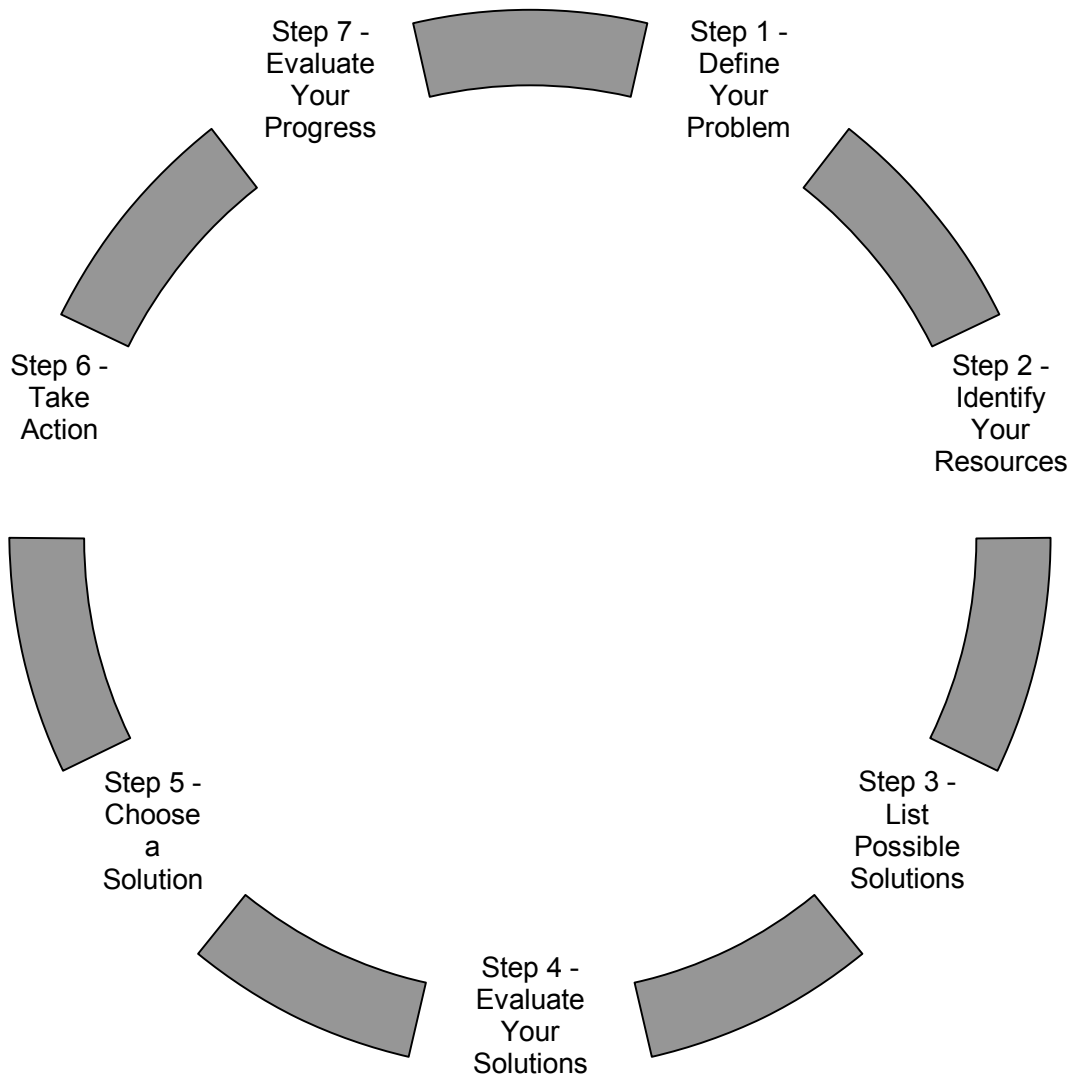 Step 1 -
Define
Your
Problem
Step 2 -
Identify
Your
Resources
Step 3 -
List
Possible
Solutions
Step 4 -
Evaluate
Your
Solutions
Step 5 -
Choose
a
Solution
Step 6 -
Take
Action
Step 7 -
Evaluate
Your
Progress